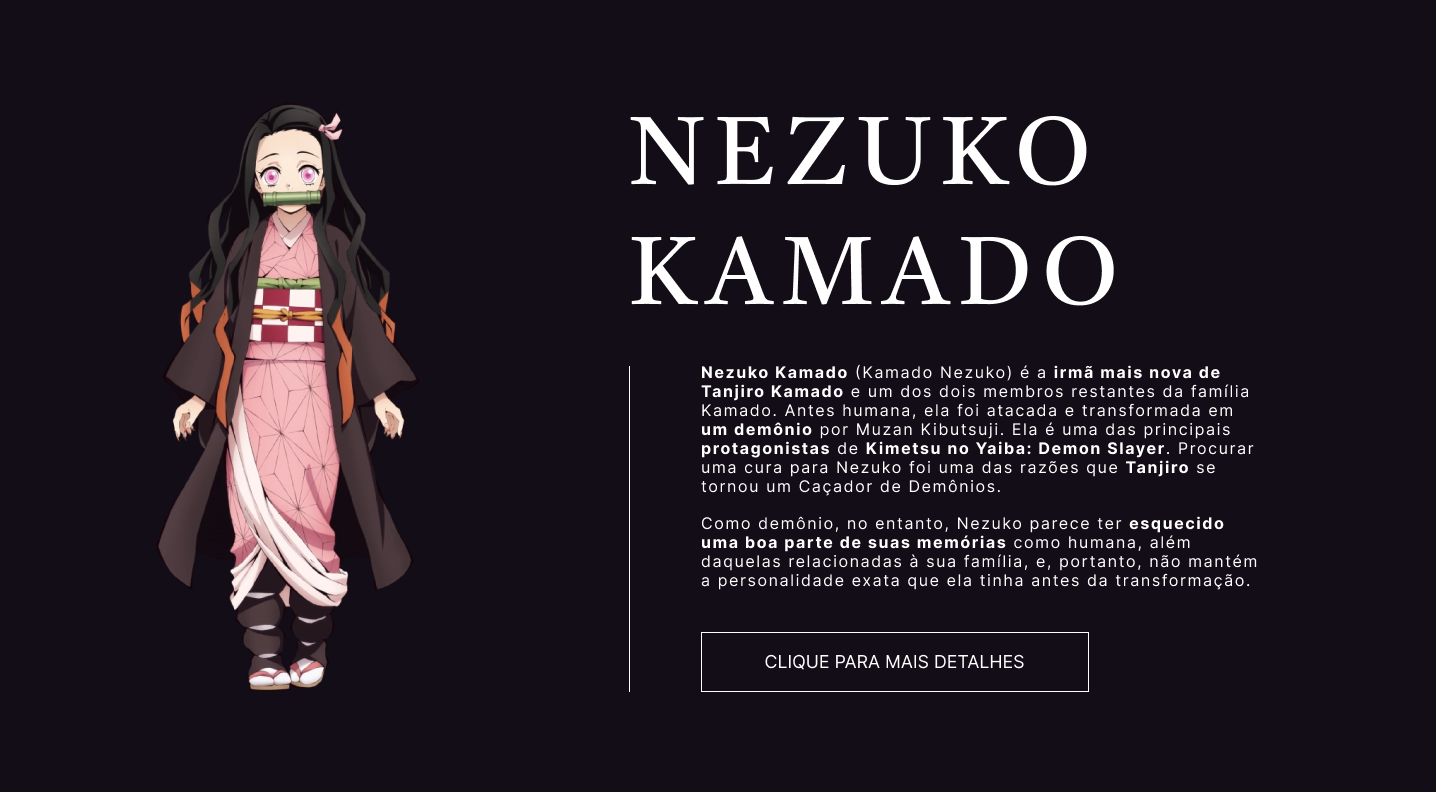 NEZUKO
KAMADO
Nezuko Kamado (Kamado Nezuko) é a irmã mais nova de
Tanjiro Kamado e um dos dois membros restantes da família
Kamado. Antes humana, ela foi atacada e transformada em
um demônio por Muzan Kibutsuji. Ela é uma das principais
protagonistas de Kimetsu no Yaiba: Demon Slayer. Procurar
uma cura para Nezuko foi uma das razões que Tanjiro se
tornou um Caçador de Demônios.
Como demônio, no entanto, Nezuko parece ter esquecido
uma boa parte de suas memórias como humana, além
daquelas relacionadas à sua família, e, portanto, não mantém
a personalidade exata que ela tinha antes da transformação.
CLIQUE PARA MAIS DETALHES